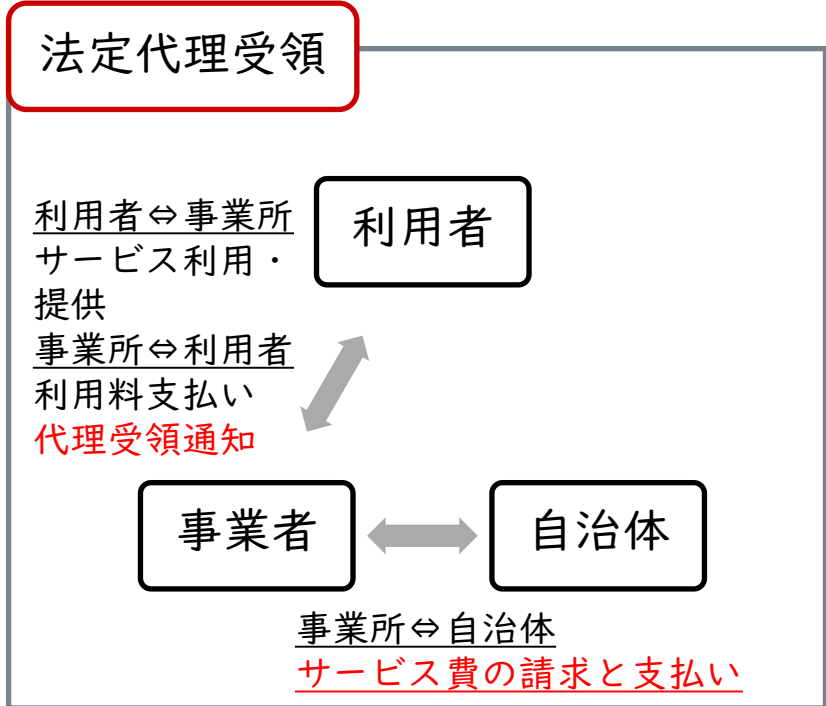 法定代理受領
利用者⇔事業所
サービス利用・
提供
事業所⇔利用者
利用料支払い
代理受領通知
利用者
事業者
自治体
事業所⇔自治体
サービス費の請求と支払い